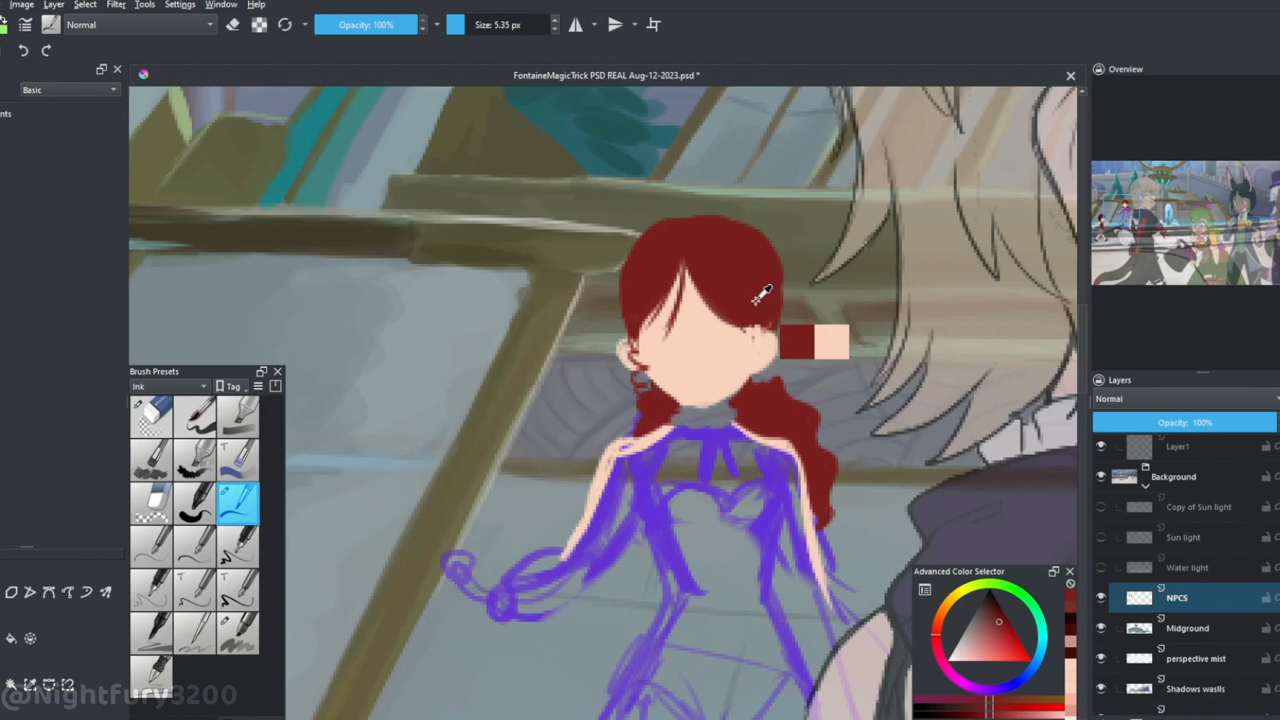 Image Layer Select Filter Tools Settings Window Help
Normal
Opacity: 100%
Size: 5.35 px
FontaineMagicTrick PSD REAL Aug-12-2023.psd *
Overview
Basic
nts
Brush Presets
Ink
Tag
Layers
Normal
Opacity: 100%
Layer1
Background
Copy of Sun light
Sun light
Water light
Advanced Color Selector
NPCS
Midground
perspective mist
Shadows waslls
@Nightfury3200